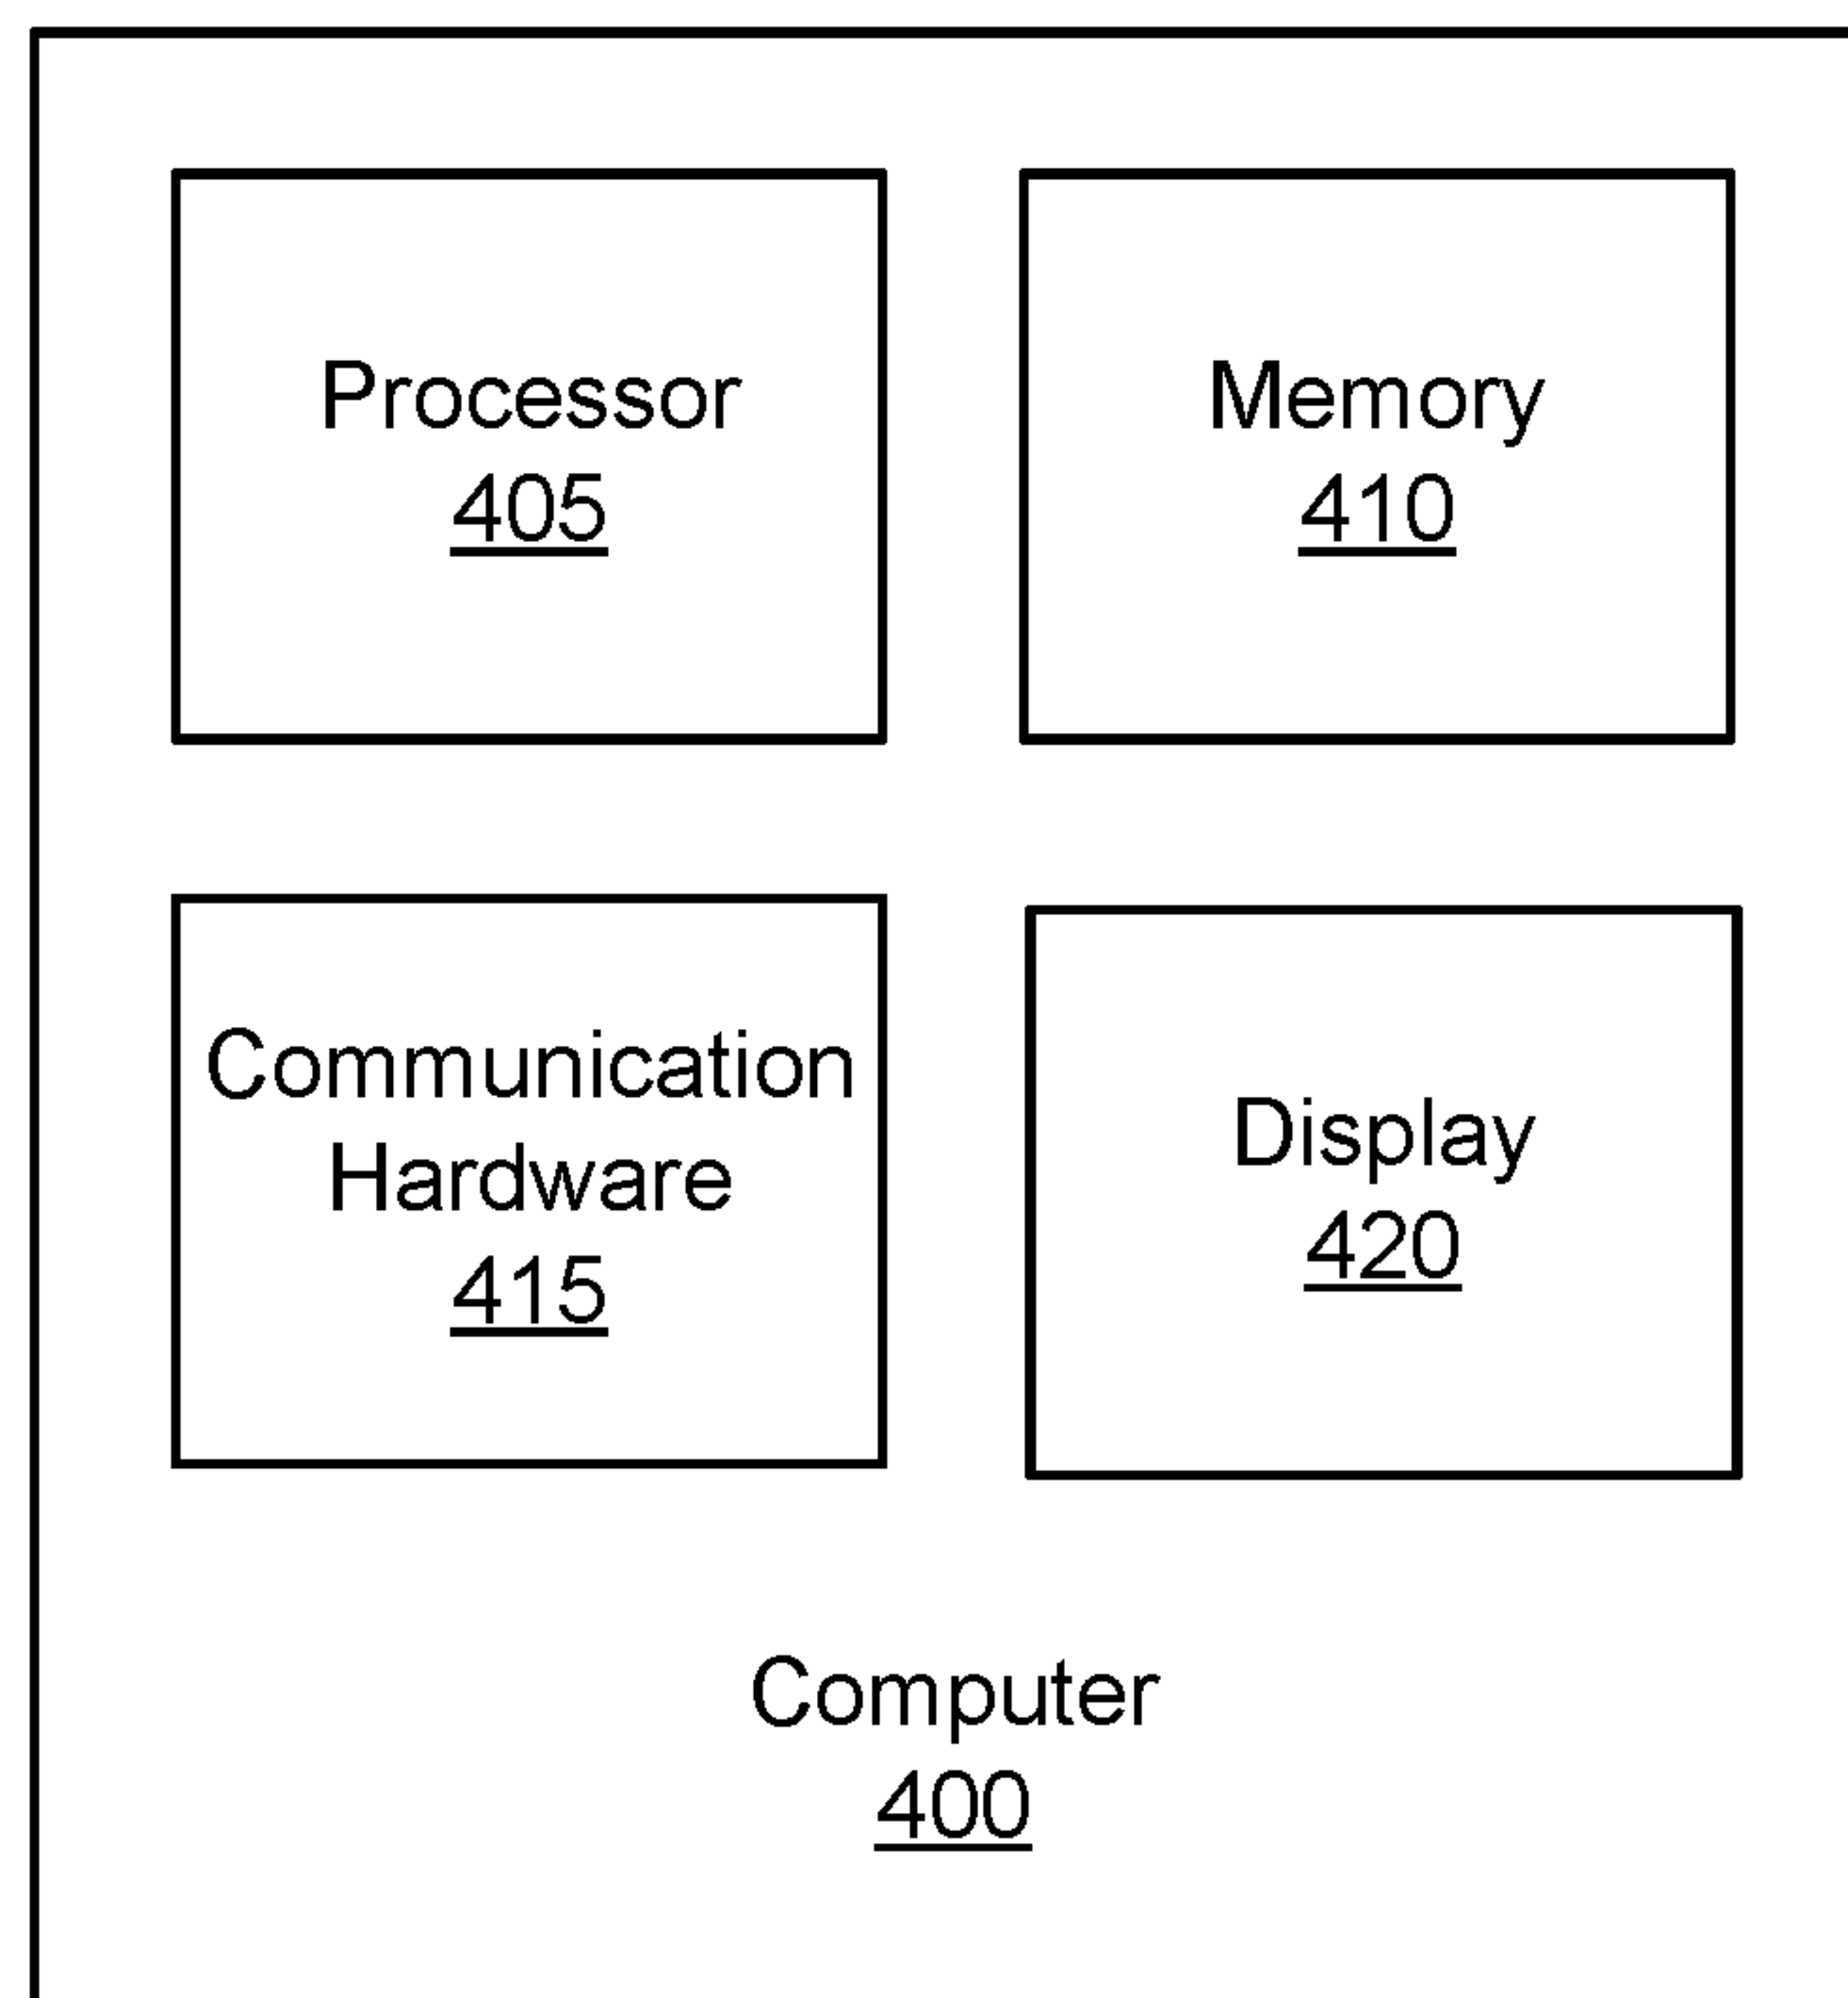 Processor
405
Memory
410
Communication
Hardware
415
Display
420
Computer
400